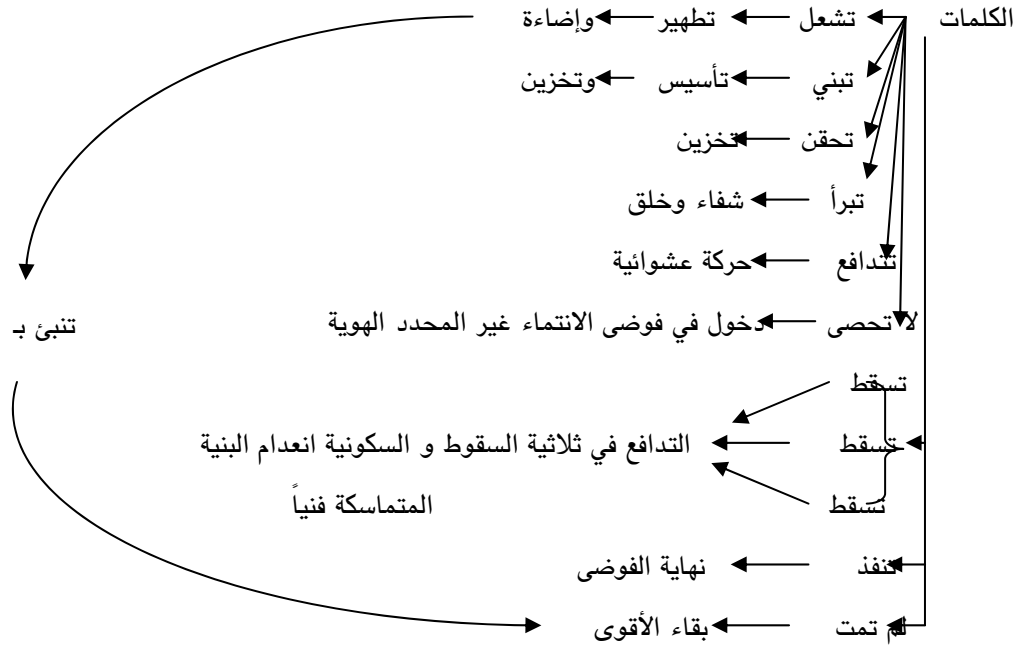 الكلمات تشعل تطهير وإضاءة
تبني تأسيس وتخزين
تحقن تخزين
تبرأ شفاء وخلق
تتدافع حركة عشوائية
لا تحصى دخول في فوضى الانتماء غير المحدد الهوية
تنبئ بـ
تسقط
تسقط التدافع في ثلاثية السقوط و السكونية انعدام البنية
تسقط المتماسكة فنياً
تنفذ نهاية الفوضى
لم تمت بقاء الأقوى